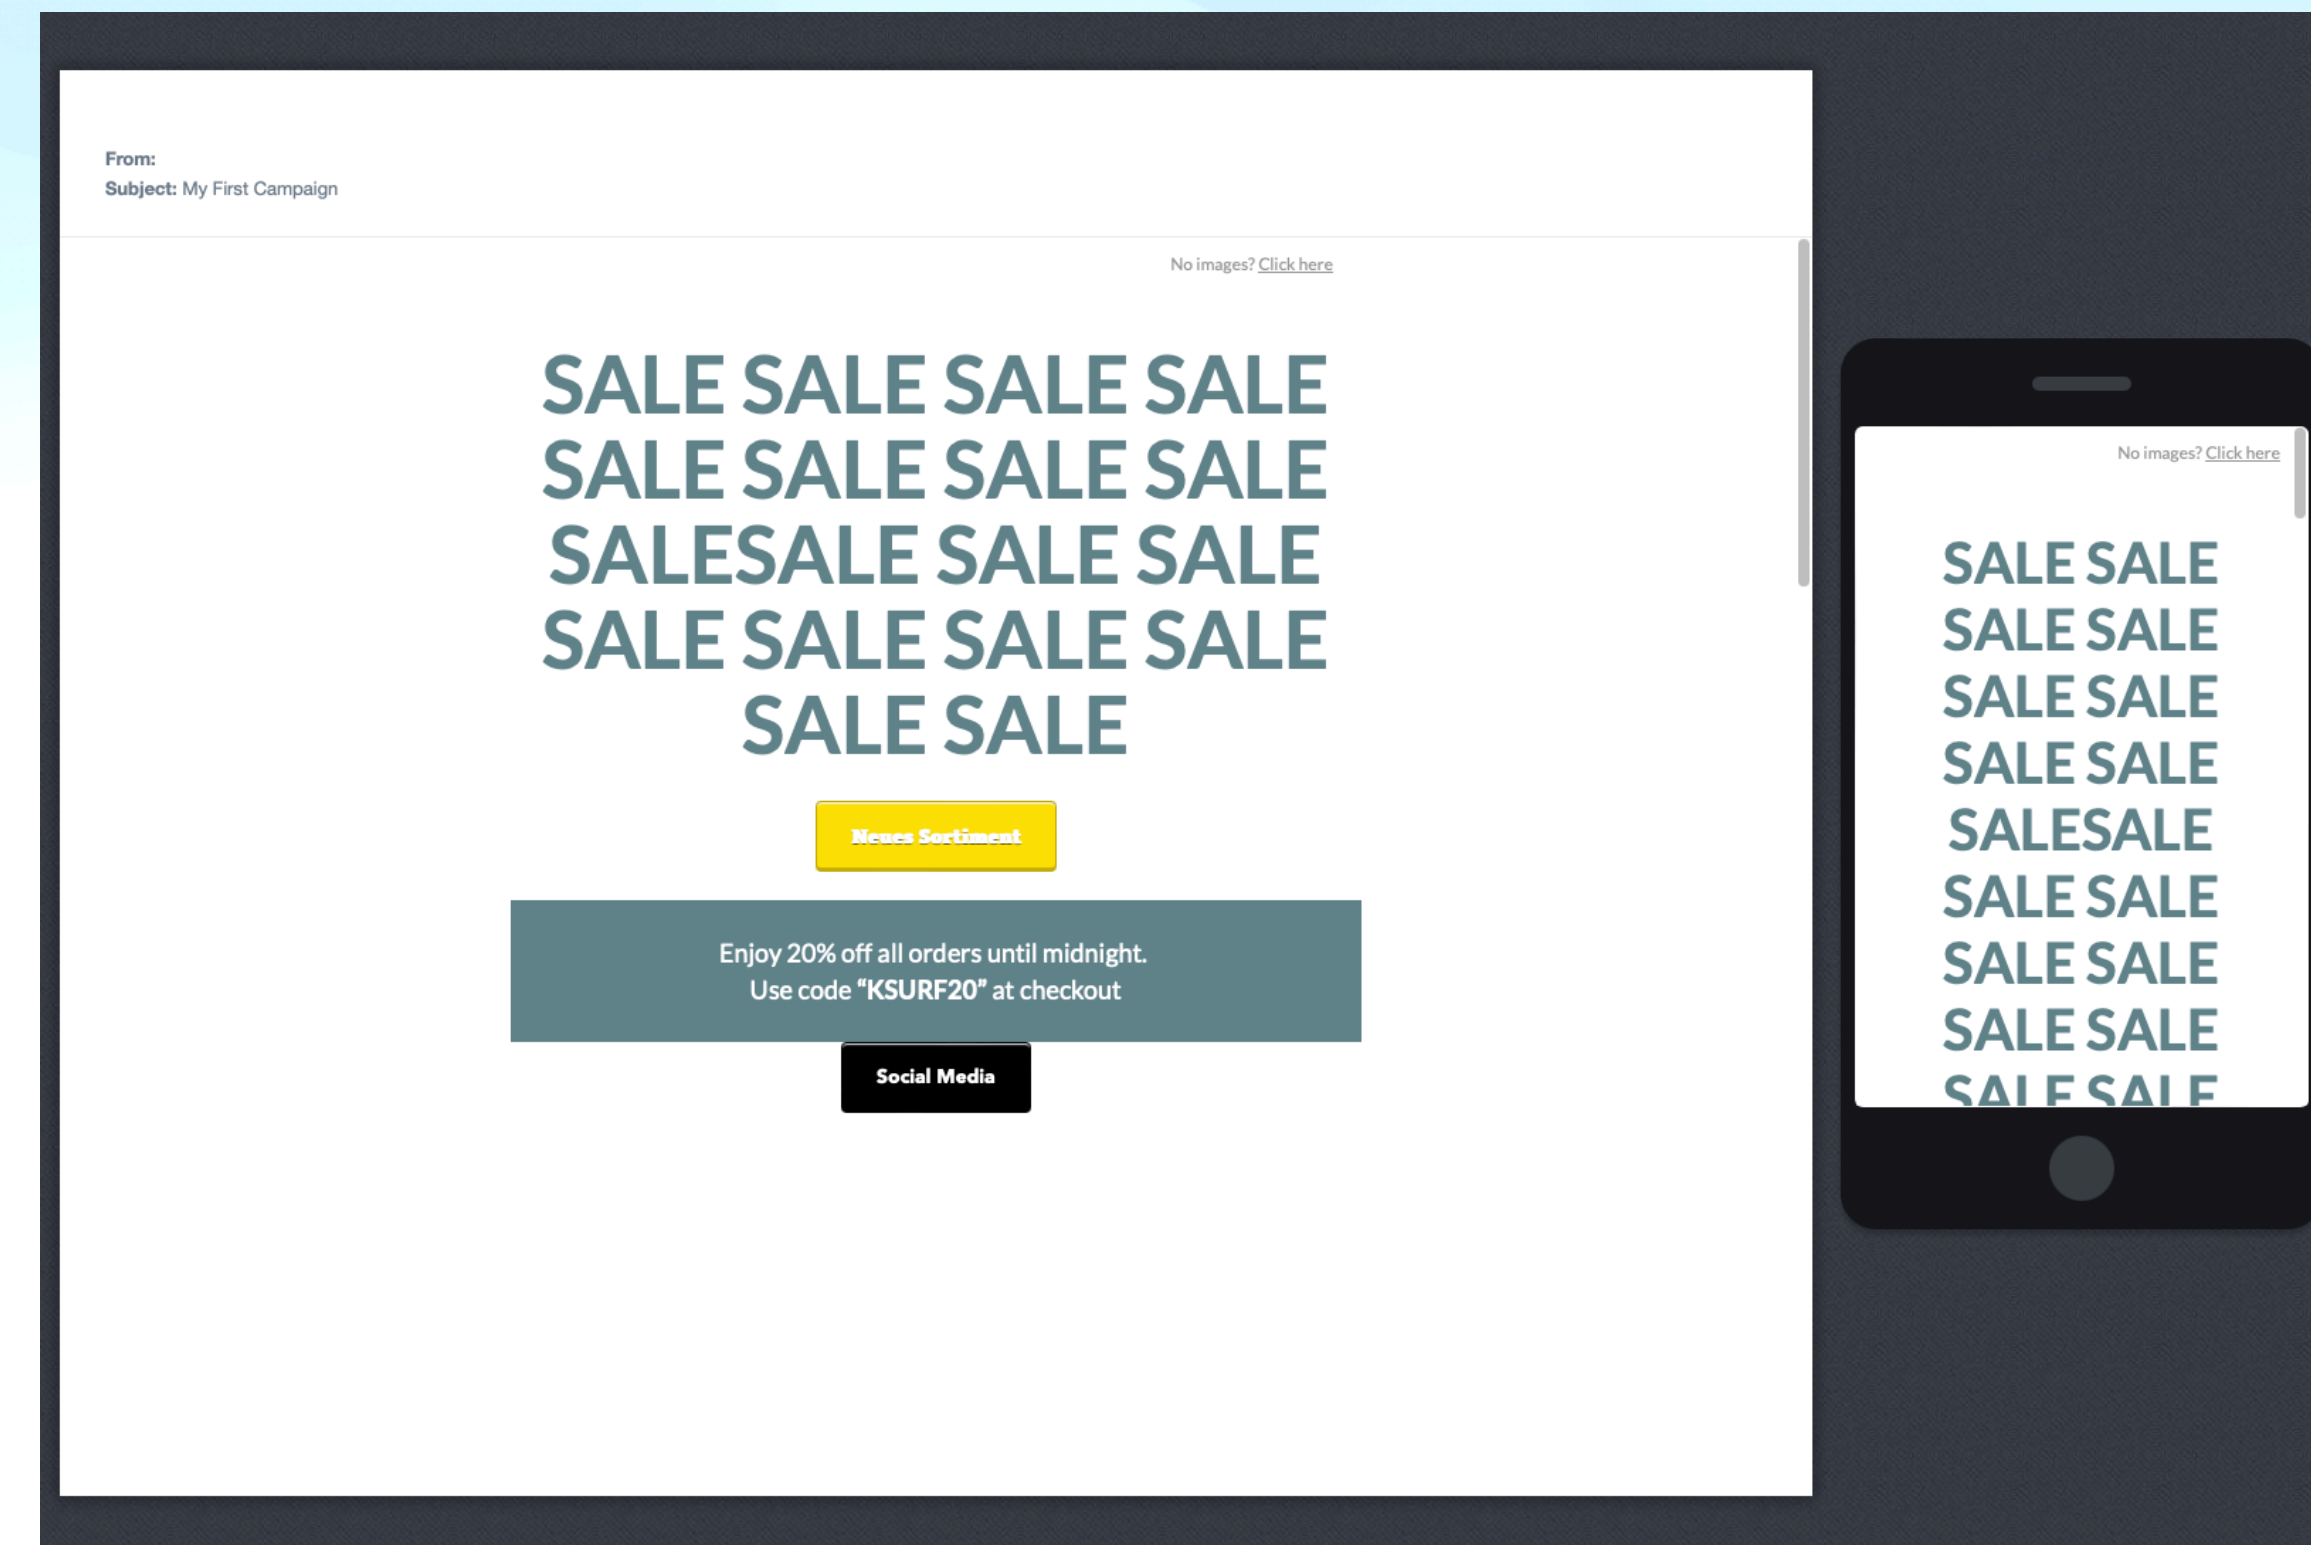 From:
Subject: My First Campaign
No images? Click here
SALE SALE SALE SALE
SALE SALE SALE SALE
SALESALE SALE SALE
SALE SALE SALE SALE
SALE SALE
Neues Sortiment
Enjoy 20% off all orders until midnight.
Use code “KSURF20” at checkout
Social Media
No images? Click here
SALE SALE
SALE SALE
SALE SALE
SALE SALE
SALESALE
SALE SALE
SALE SALE
SALE SALE
SALE SALE